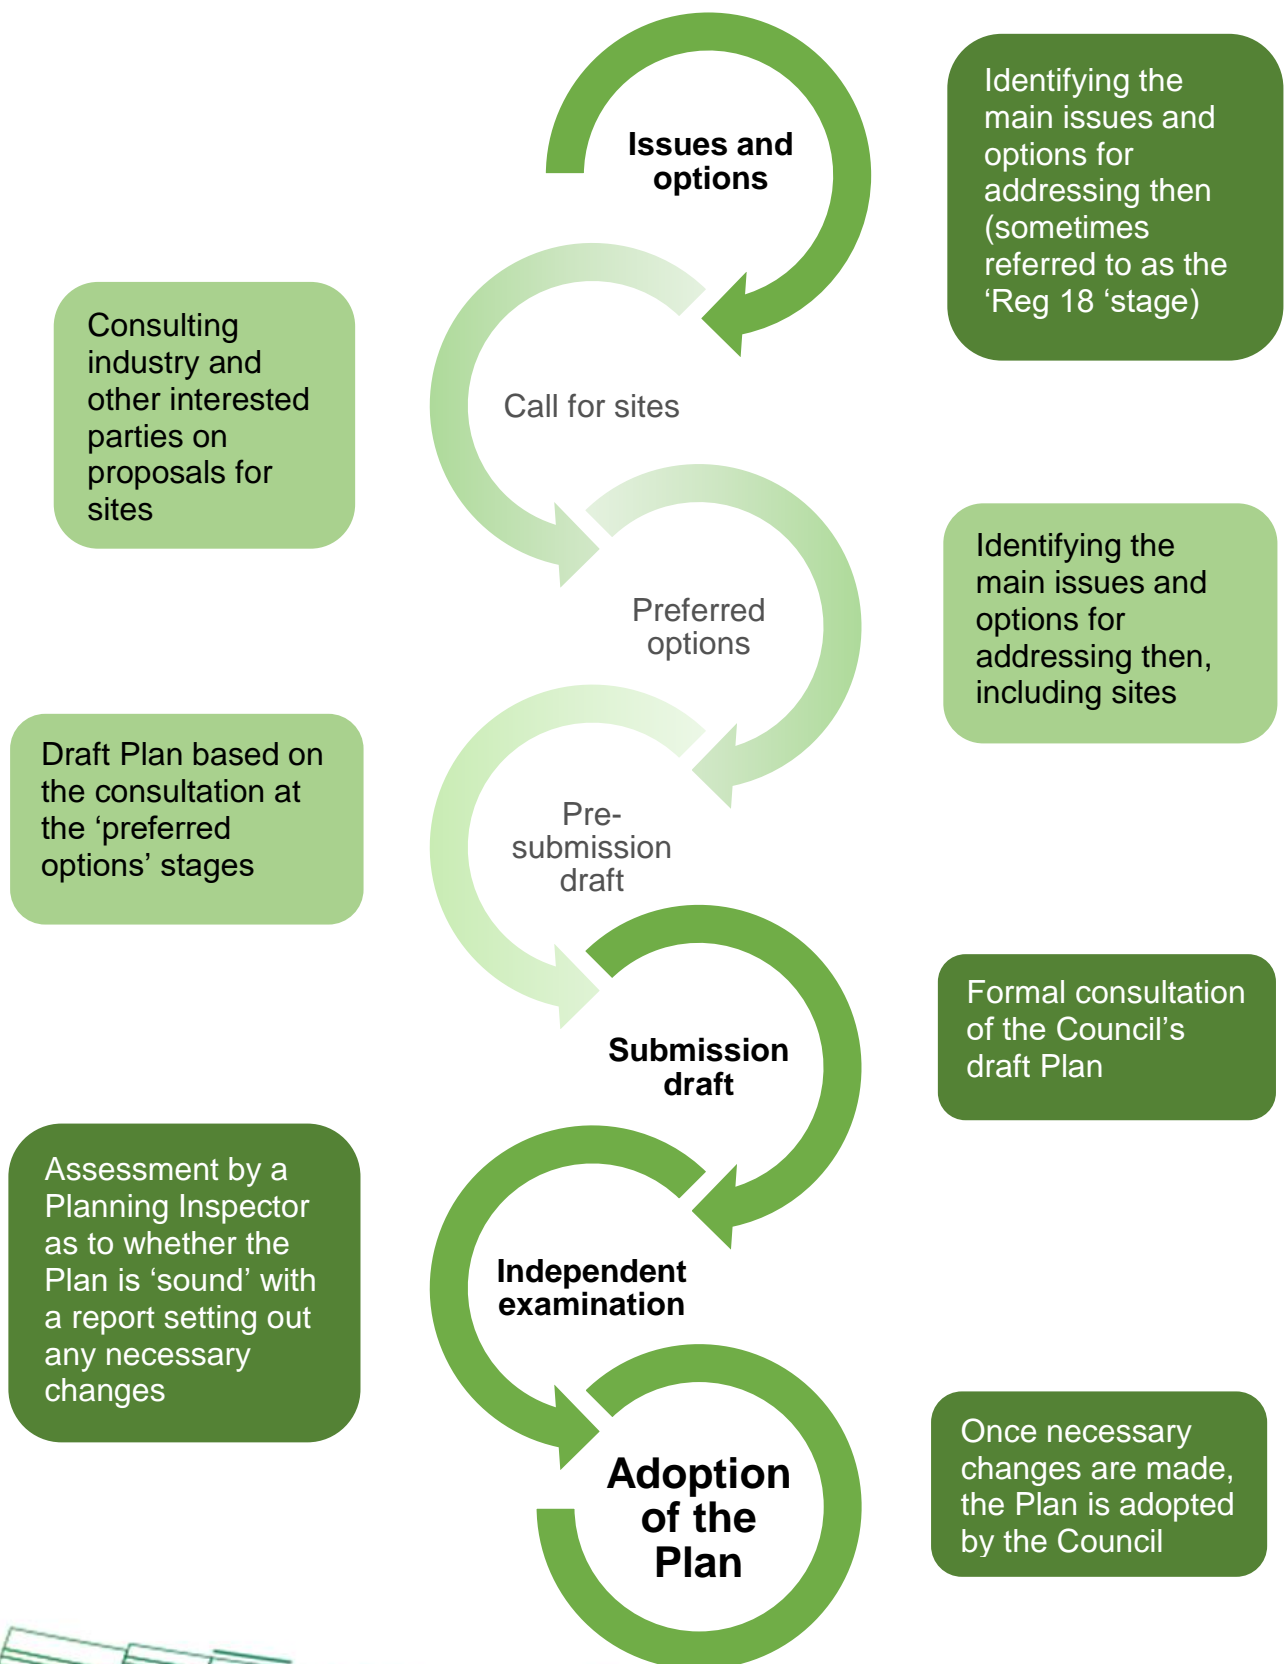 Issues and
options
Identifying the
main issues and
options for
addressing then
(sometimes
referred to as the
‘Reg 18 ‘stage)
Consulting
industry and
other interested
parties on
proposals for
sites
Call for sites
Preferred
options
Identifying the
main issues and
options for
addressing then,
including sites
Draft Plan based on
the consultation at
the ‘preferred
options’ stages
Pre-
submission
draft
Submission
draft
Formal consultation
of the Council’s
draft Plan
Assessment by a
Planning Inspector
as to whether the
Plan is ‘sound’ with
a report setting out
any necessary
changes
Independent
examination
Adoption
of the
Plan
Once necessary
changes are made,
the Plan is adopted
by the Council